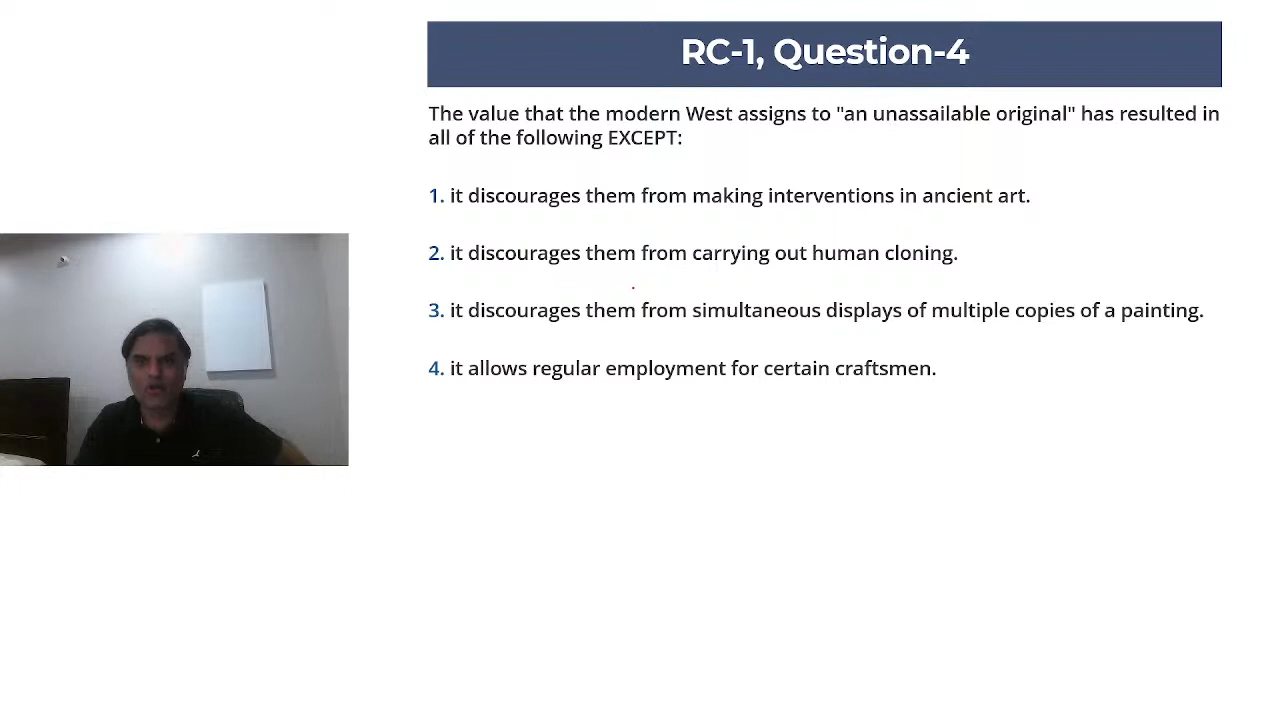 RC-1, Question-4
The value that the modern West assigns to "an unassailable original" has resulted in
all of the following EXCEPT:
1. it discourages them from making interventions in ancient art.
2. it discourages them from carrying out human cloning.
3. it discourages them from simultaneous displays of multiple copies of a painting.
4. it allows regular employment for certain craftsmen.